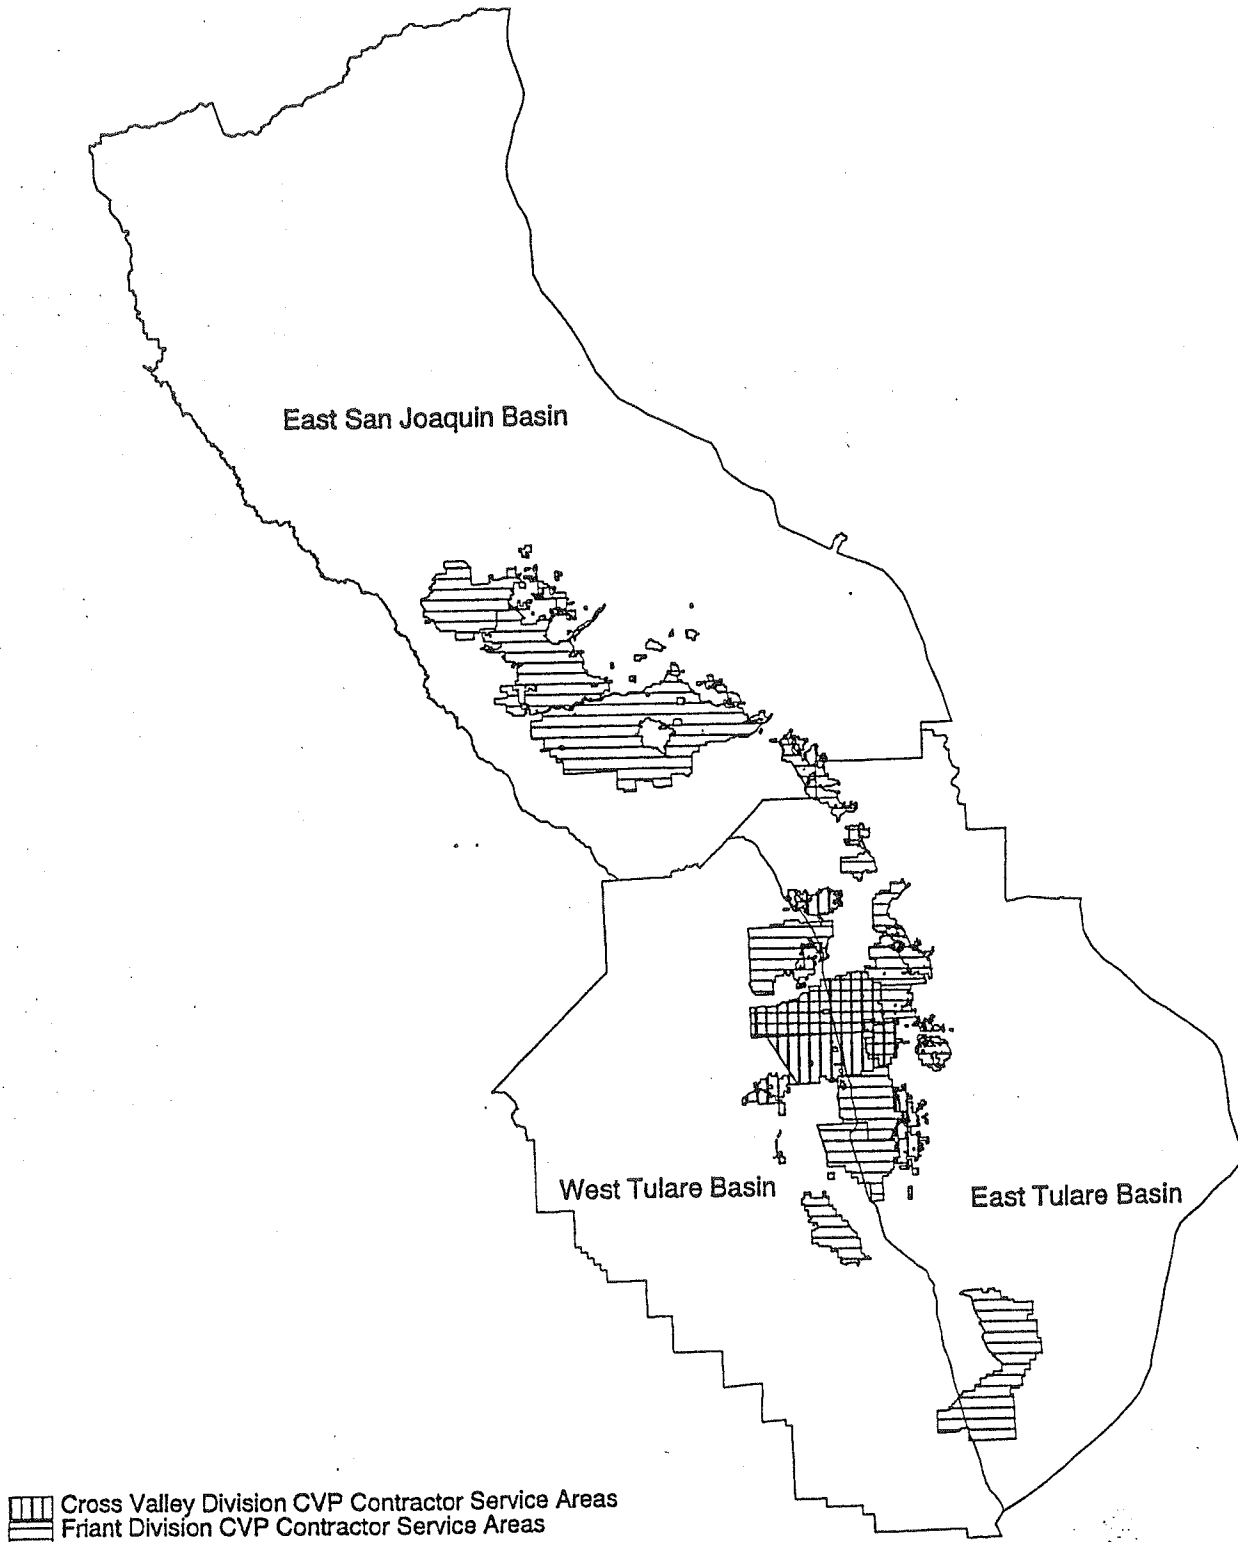 East San Joaquin Basin
West Tulare Basin
East Tulare Basin
Cross Valley Division CVP Contractor Service Areas
Friant Division CVP Contractor Service Areas